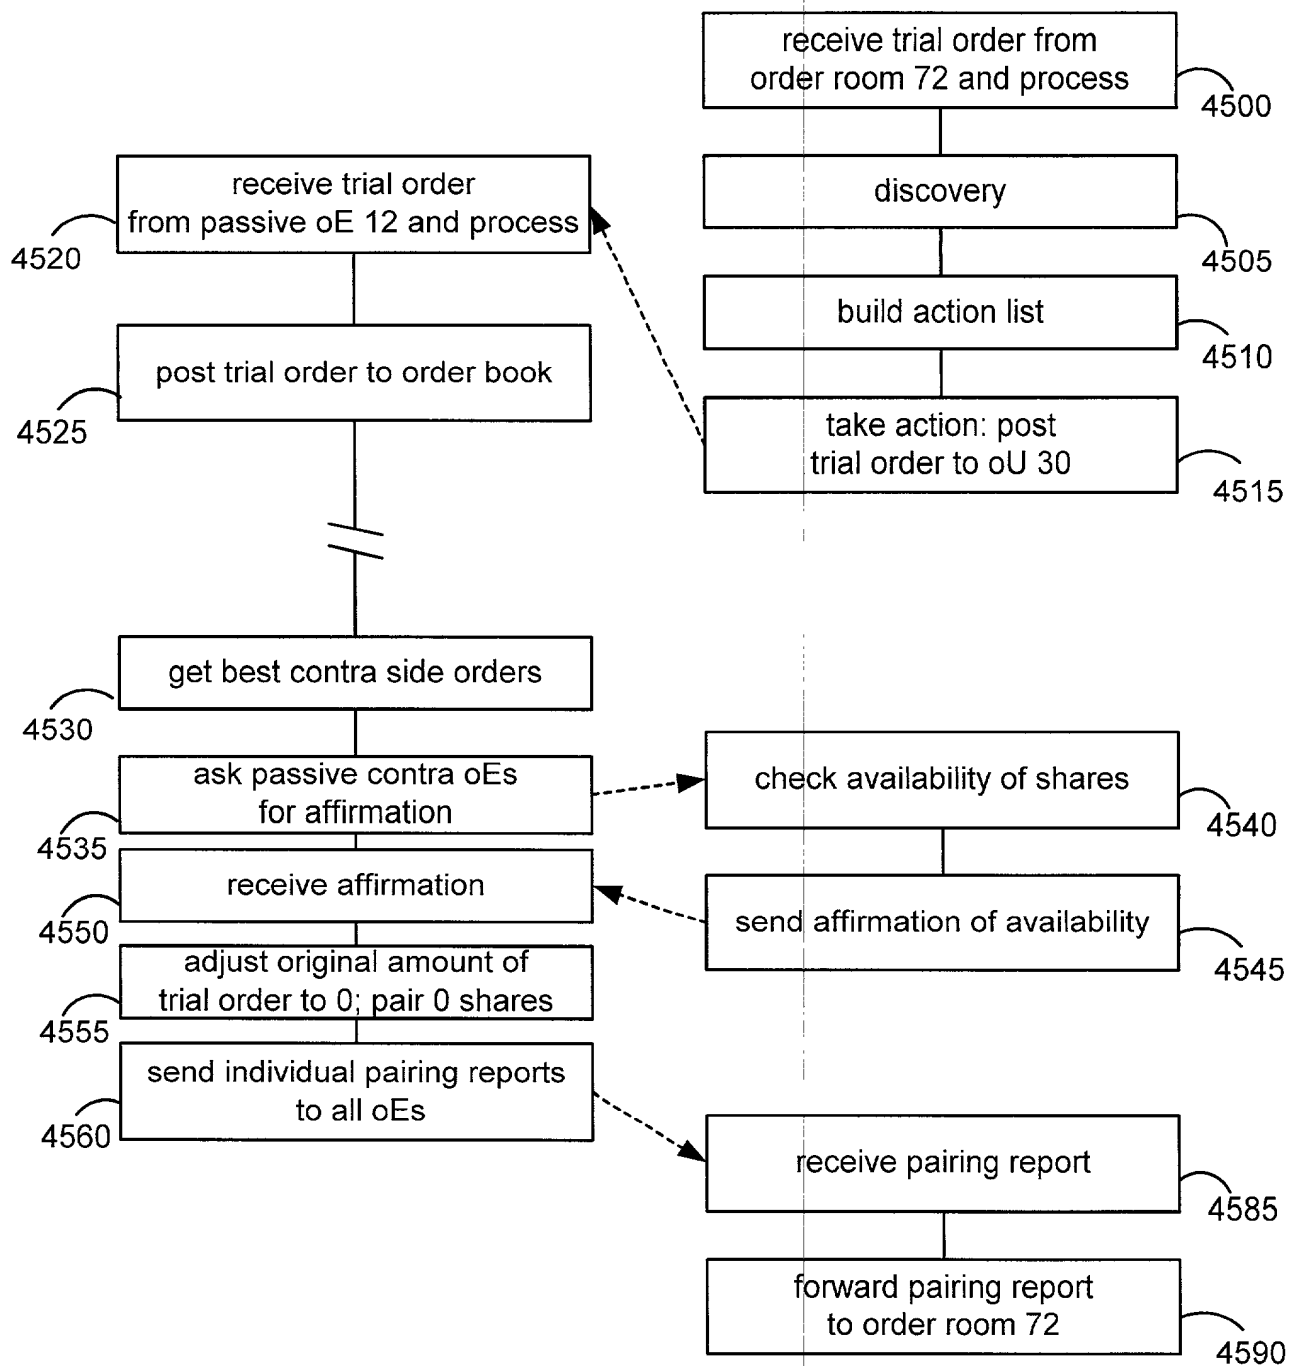 receive trial order from
order room 72 and process
4500
discovery
4505
build action list
4510
take action: post
trial order to oU 30
4515
receive trial order
from passive oE 12 and process
4520
post trial order to order book
4525
get best contra side orders
4530
ask passive contra oEs
for affirmation
4535
check availability of shares
4540
send affirmation of availability
4545
receive affirmation
4550
adjust original amount of
trial order to 0; pair 0 shares
4555
send individual pairing reports
to all oEs
4560
receive pairing report
4585
forward pairing report
to order room 72
4590